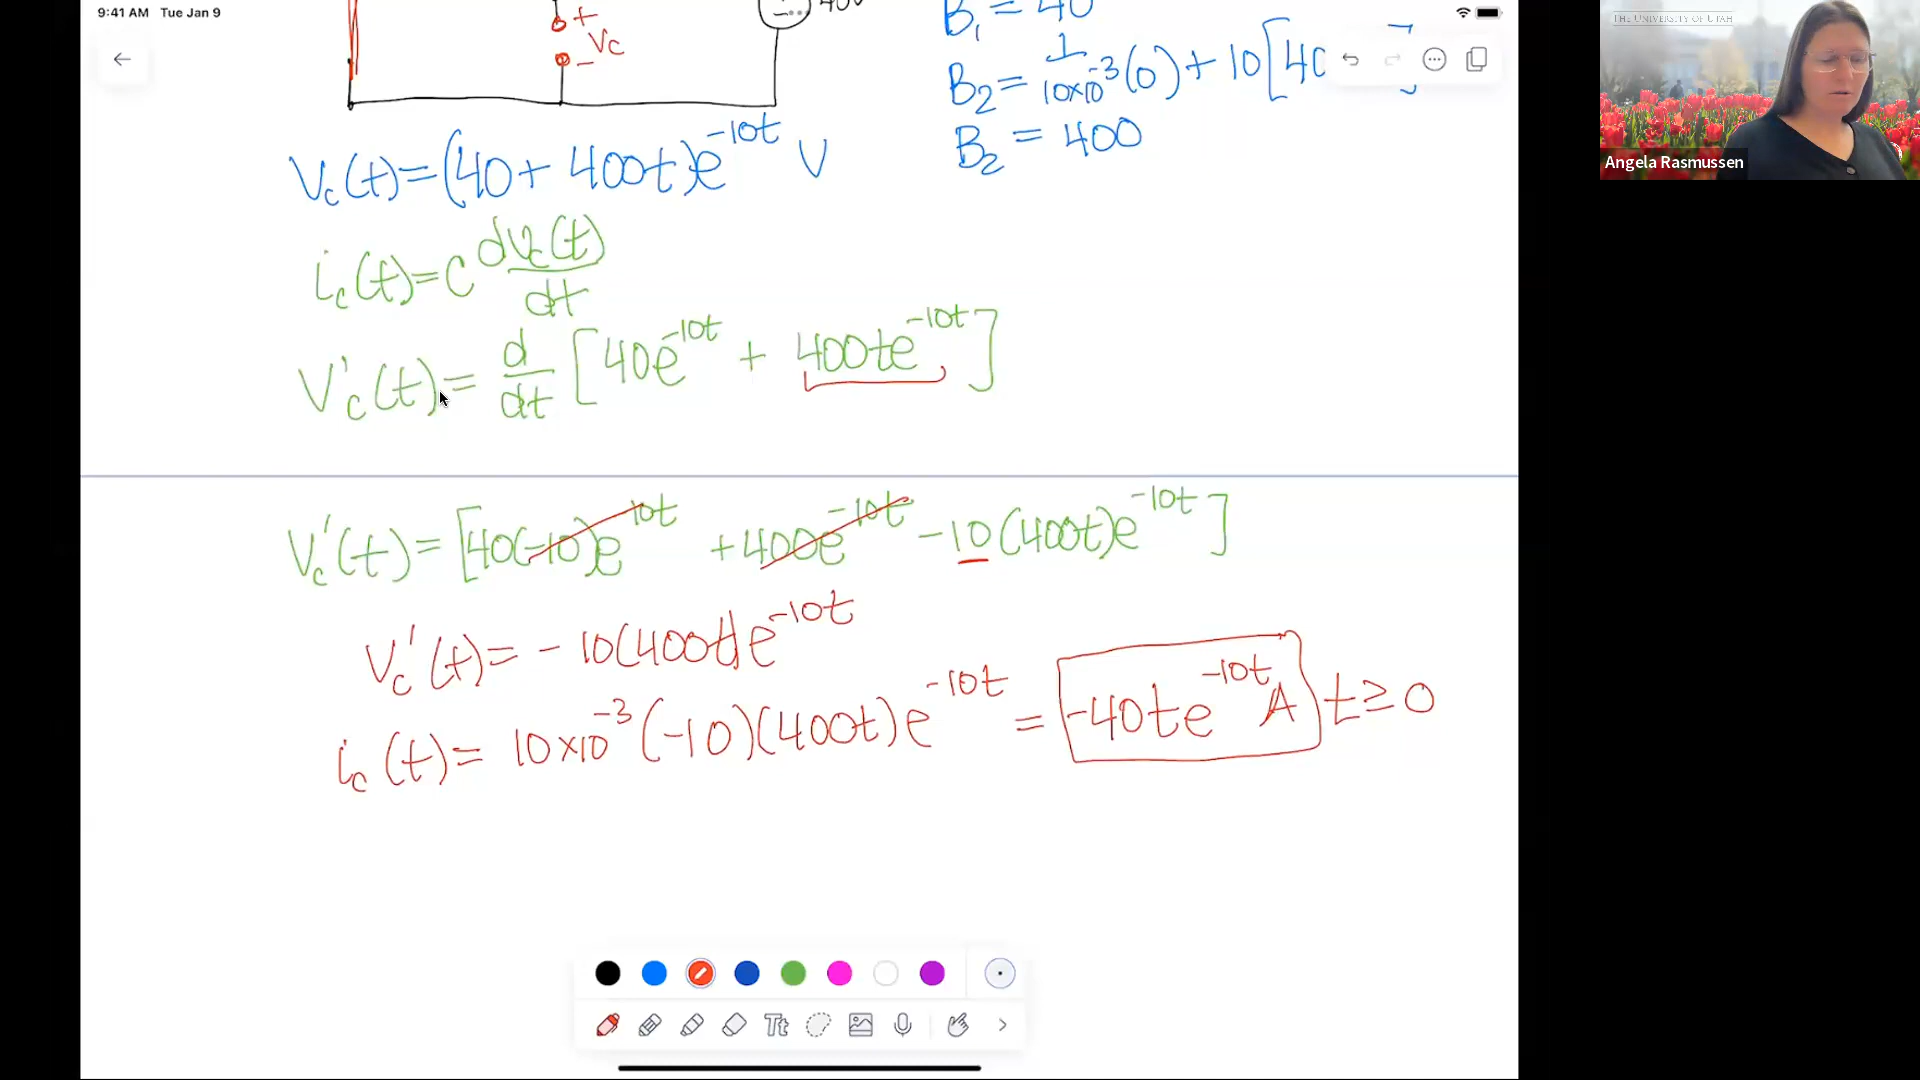 9:41 AM Tue Jan 9
THE UNIVERSITY OF UTAH
Angela Rasmussen
+
Vc
-
B₁ = 40
B₂ = 1/(10×10⁻³) (0) + 10[40
B₂ = 400
Vc(t) = (40 + 400t)e^(-10t) V
ic(t) = C dVc(t)/dt
V'c(t) = d/dt [40e^(-10t) + 400te^(-10t)]
Vc'(t) = [40(-10)e^(-10t) + 400e^(-10t) - 10(400t)e^(-10t)]
Vc'(t) = -10(400t)e^(-10t)
ic(t) = 10×10⁻³(-10)(400t)e^(-10t) = -40te^(-10t) A t ≥ 0
Tt